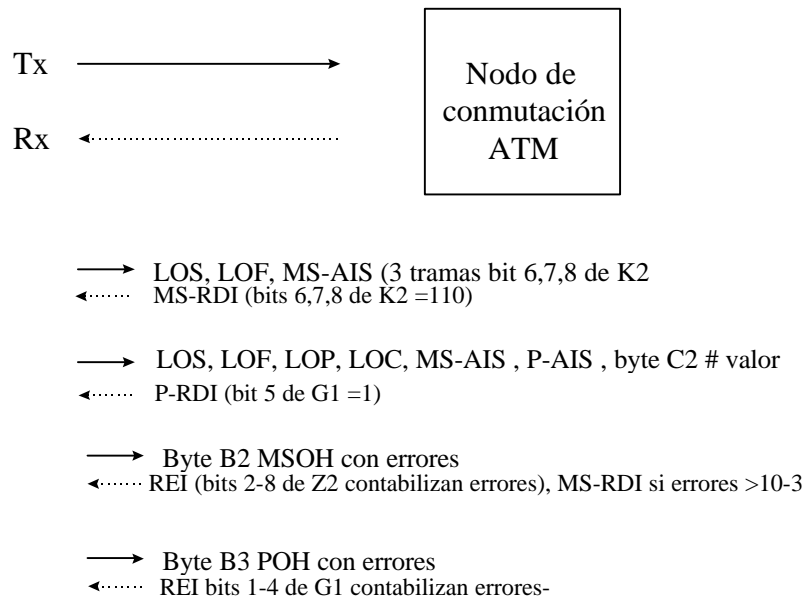 Tx
Rx
Nodo de
conmutación
ATM
LOS, LOF, MS-AIS (3 tramas bit 6,7,8 de K2
MS-RDI (bits 6,7,8 de K2 =110)
LOS, LOF, LOP, LOC, MS-AIS , P-AIS , byte C2 # valor
P-RDI (bit 5 de G1 =1)
Byte B2 MSOH con errores
REI (bits 2-8 de Z2 contabilizan errores), MS-RDI si errores >10-3
Byte B3 POH con errores
REI bits 1-4 de G1 contabilizan errores-